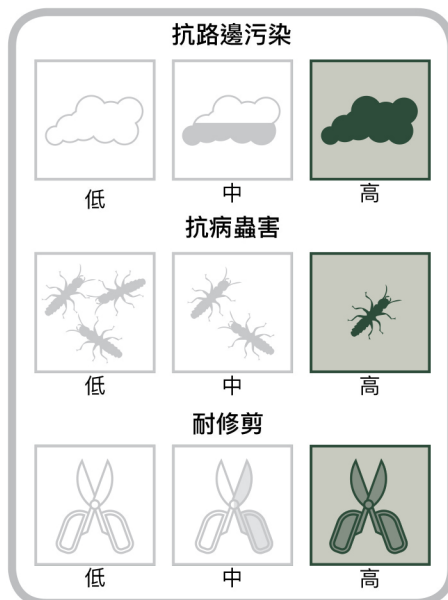 抗路邊污染
低 中 高
抗病蟲害
低 中 高
耐修剪
低 中 高